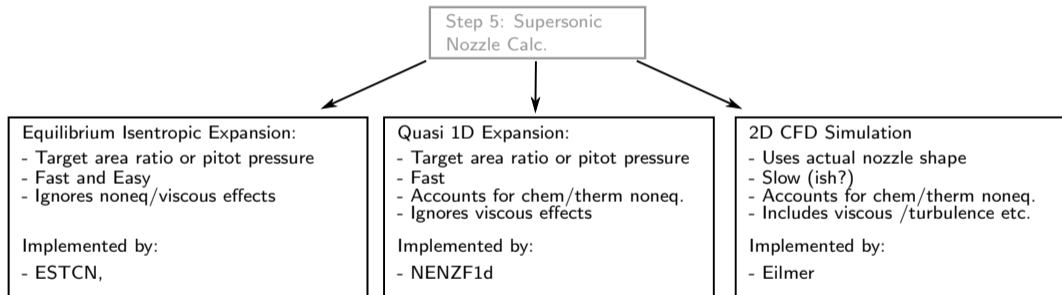 Step 5: Supersonic
Nozzle Calc.
Equilibrium Isentropic Expansion:
- Target area ratio or pitot pressure
- Fast and Easy
- Ignores noneq/viscous effects
Implemented by:
- ESTCN,
Quasi 1D Expansion:
- Target area ratio or pitot pressure
- Fast
- Accounts for chem/therm noneq.
- Ignores viscous effects
Implemented by:
- NENZF1d
2D CFD Simulation
- Uses actual nozzle shape
- Slow (ish?)
- Accounts for chem/therm noneq.
- Includes viscous /turbulence etc.
Implemented by:
- Eilmer